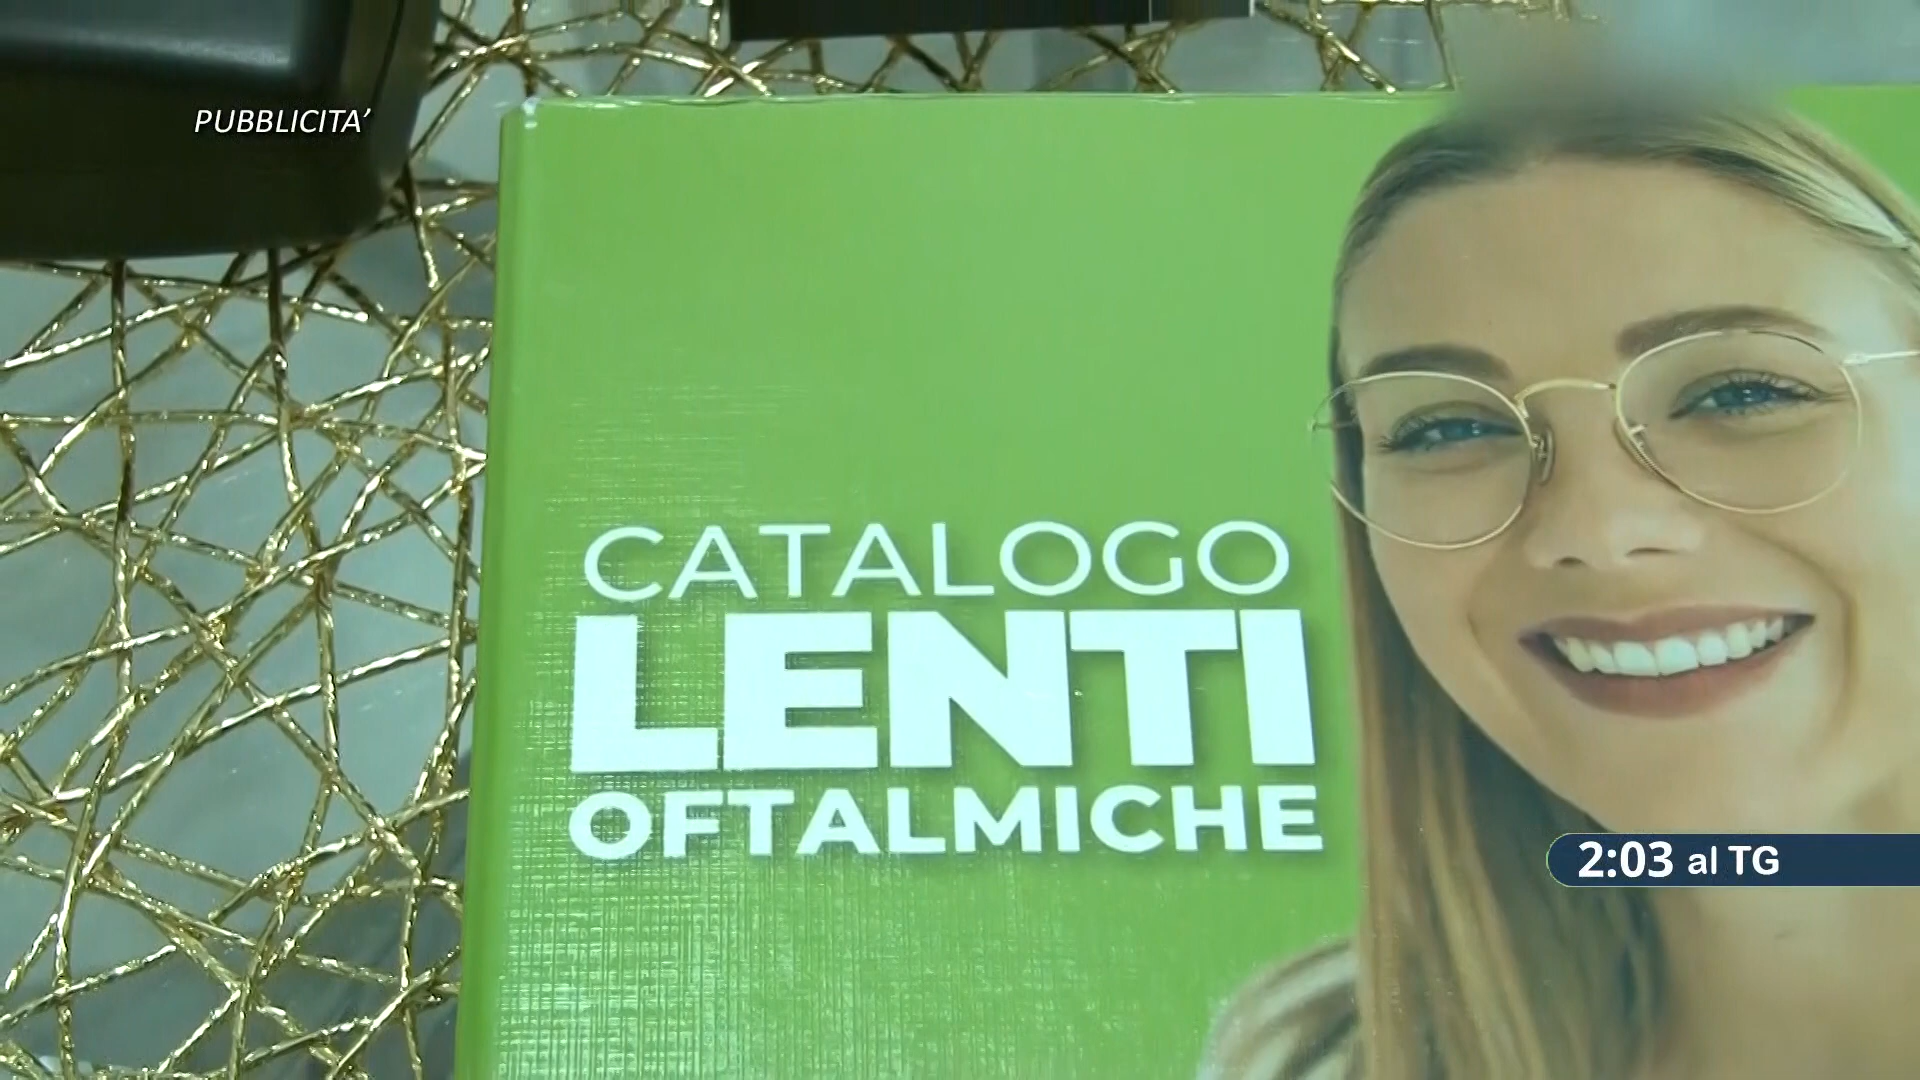 PUBBLICITA’
CATALOGO
LENTI
OFTALMICHE
2:03 al TG